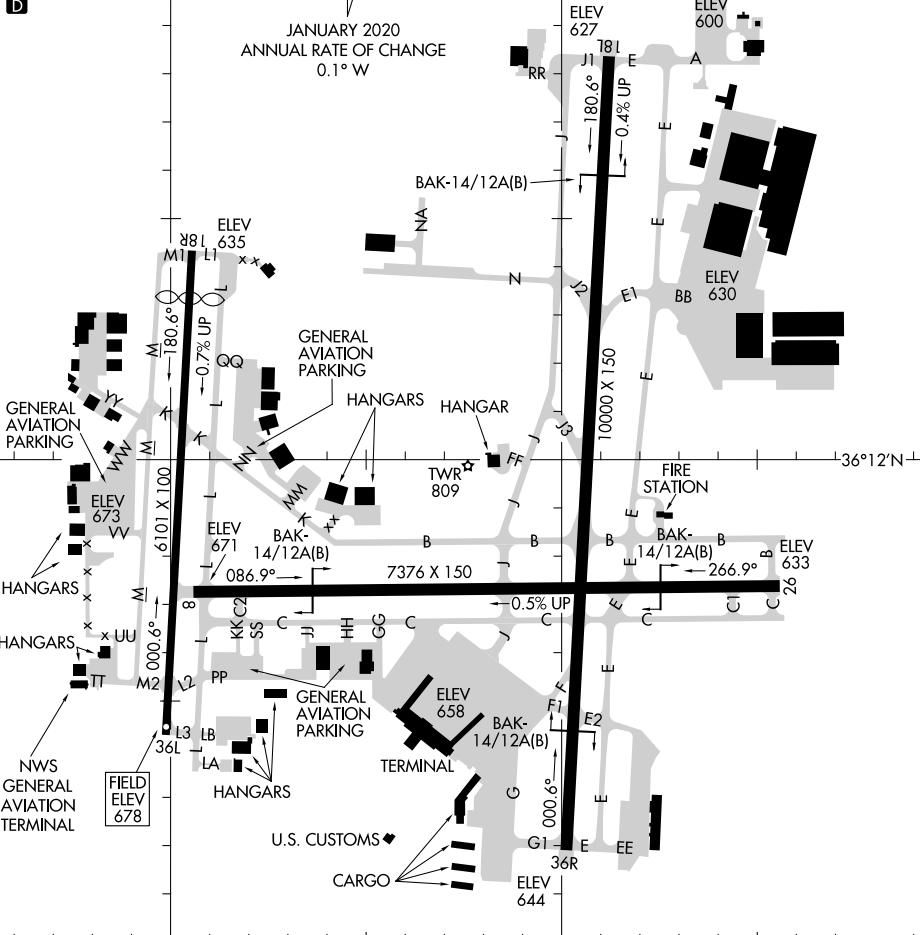 D
JANUARY 2020
ANNUAL RATE OF CHANGE
0.1° W
ELEV
627
ELEV
600
18L
J1
E
A
RR
J
180.6°
0.4% UP
E
BAK-14/12A(B)
NA
E
ELEV
635
18R
M1
L1
x x
L
N
J2
E1
BB
ELEV
630
M
180.6°
0.7% UP
QQ
GENERAL
AVIATION
PARKING
10000 X 150
E
YY
K
L
HANGARS
HANGAR
GENERAL
AVIATION
PARKING
M
WW
K
NN
J
J3
FF
TWR
809
36°12'N
FIRE
STATION
ELEV
673
6101 X 100
L
MM
K
x x
J
E
VV
x
ELEV
671
BAK-
14/12A(B)
B
B
B
BAK-
14/12A(B)
B
B
ELEV
633
HANGARS
x
L
086.9°
7376 X 150
J
E
266.9°
26
M
8
C2
0.5% UP
E
C1
C
x
000.6°
KK
SS
C
JJ
HH
GG
C
C
C
J
HANGARS
x
UU
L
E
TT
M2
L2
PP
F
NWS
GENERAL
AVIATION
TERMINAL
GENERAL
AVIATION
PARKING
ELEV
658
BAK-
14/12A(B)
F1
E2
36L
L3
LB
L
LA
HANGARS
TERMINAL
FIELD
ELEV
678
G
000.6°
E
U.S. CUSTOMS
G1
E
EE
36R
CARGO
ELEV
644